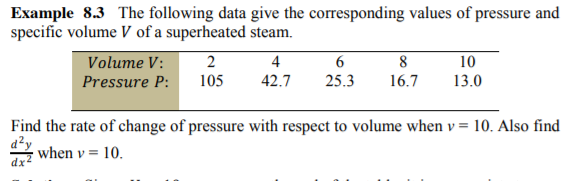 Example 8.3 The following data give the corresponding values of pressure and
specific volume V of a superheated steam.
Volume V: 2 4 6 8 10
Pressure P: 105 42.7 25.3 16.7 13.0
Find the rate of change of pressure with respect to volume when v = 10. Also find
d²y/dx² when v = 10.